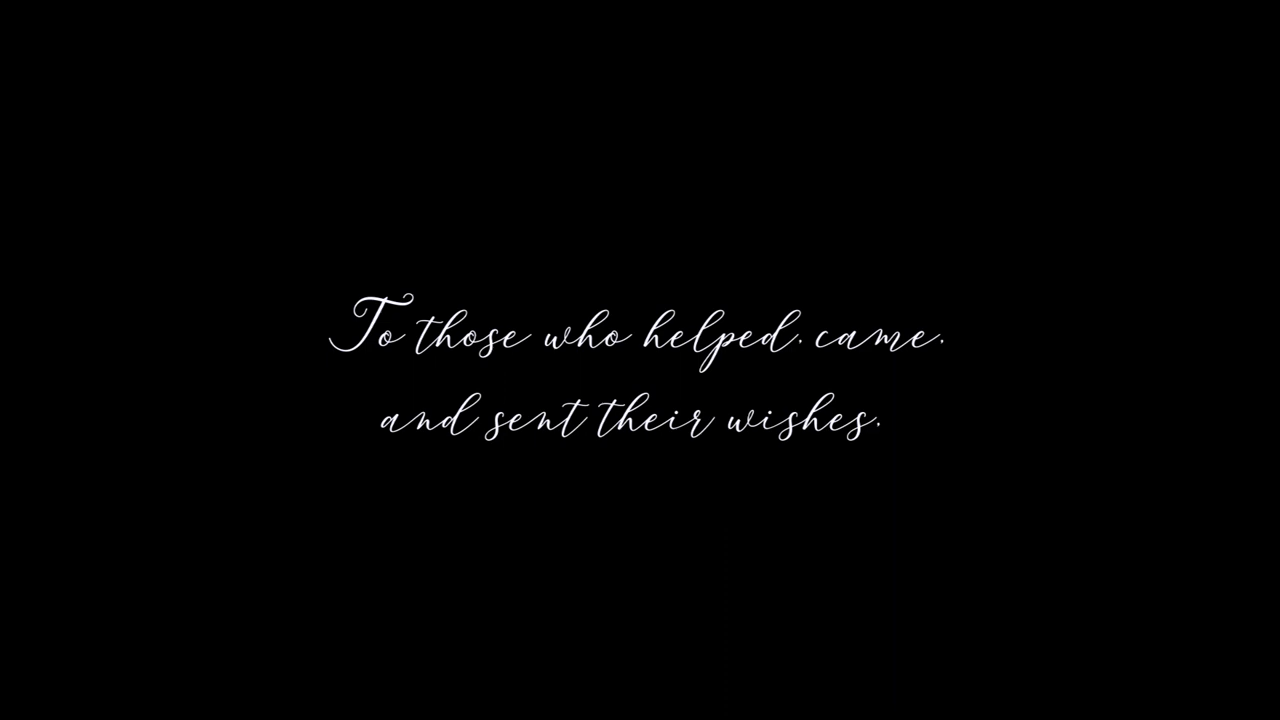 To those who helped, came,
and sent their wishes,